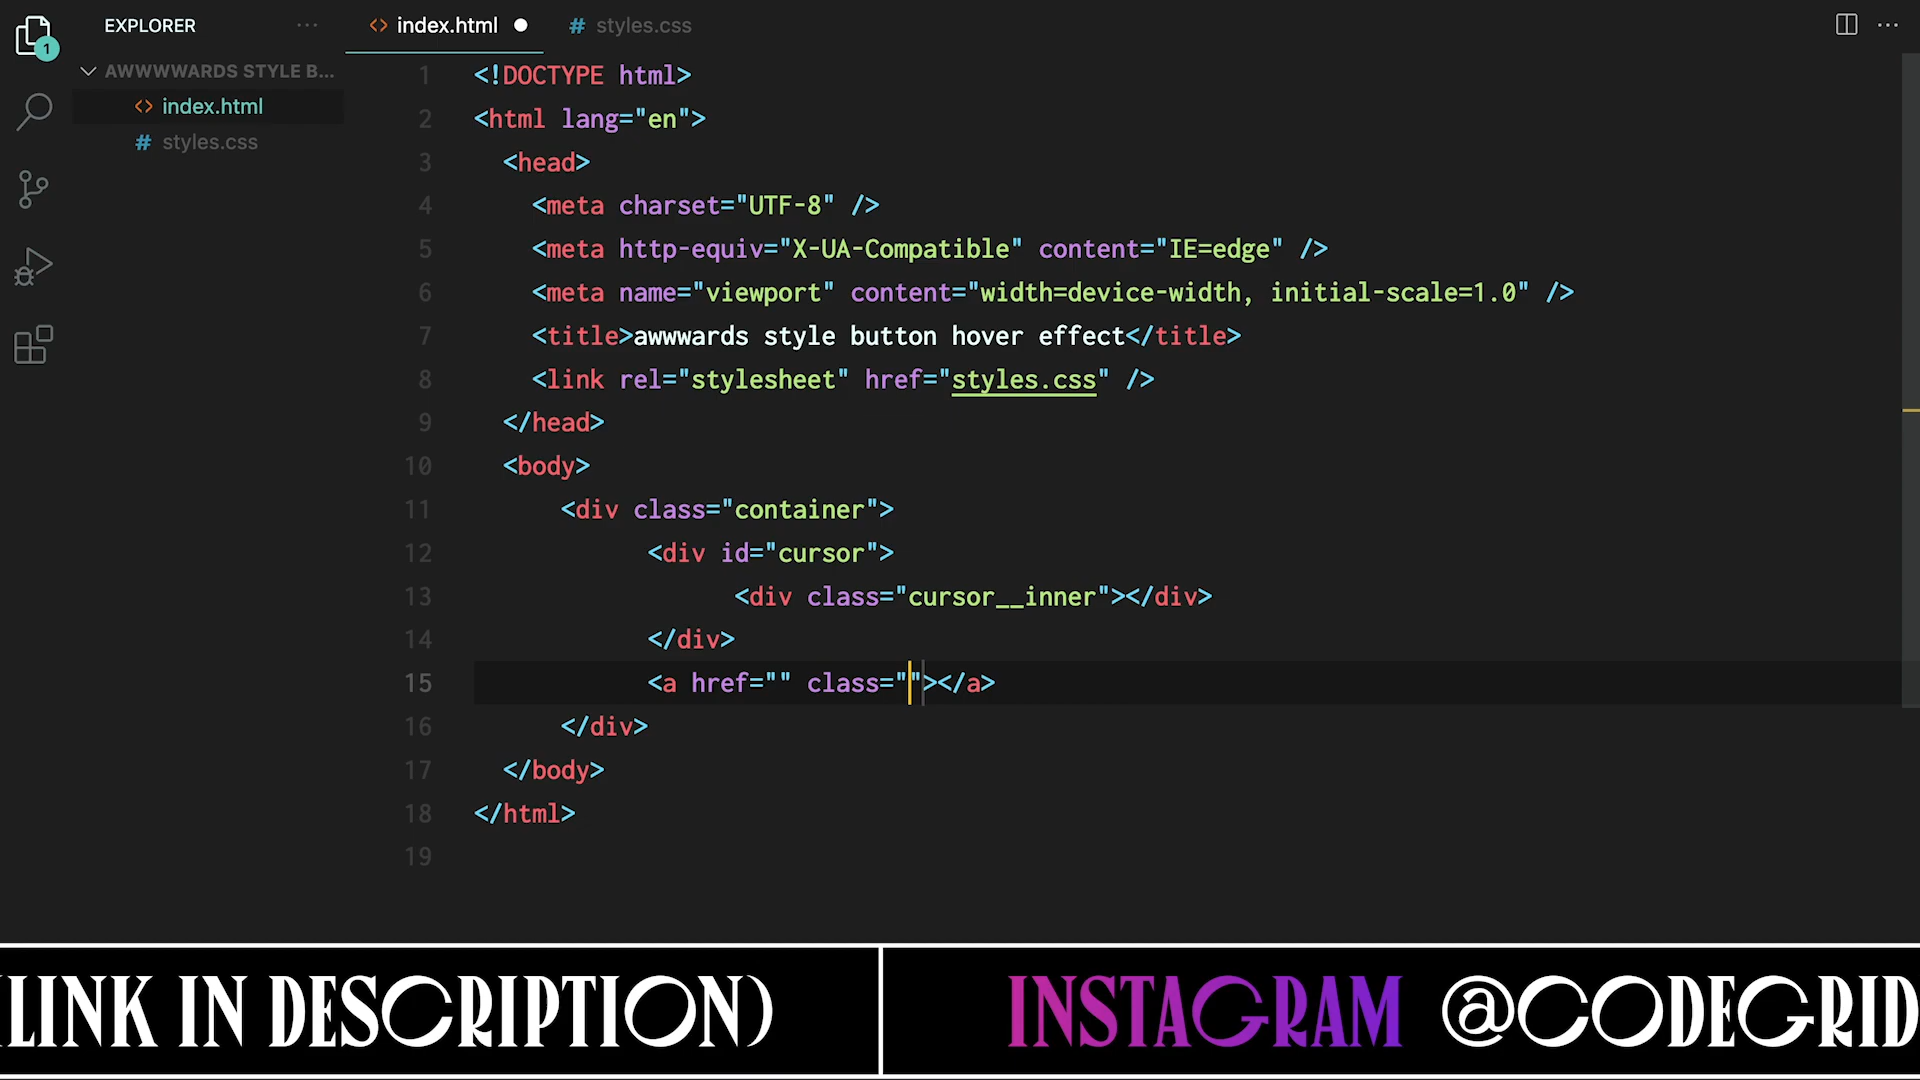 EXPLORER
index.html
styles.css
1
AWWWWARDS STYLE B...
index.html
styles.css
1 <!DOCTYPE html>
2 <html lang="en">
3 <head>
4 <meta charset="UTF-8" />
5 <meta http-equiv="X-UA-Compatible" content="IE=edge" />
6 <meta name="viewport" content="width=device-width, initial-scale=1.0" />
7 <title>awwwards style button hover effect</title>
8 <link rel="stylesheet" href="styles.css" />
9 </head>
10 <body>
11 <div class="container">
12 <div id="cursor">
13 <div class="cursor__inner"></div>
14 </div>
15 <a href="" class=""></a>
16 </div>
17 </body>
18 </html>
19
(LINK IN DESCRIPTION)
INSTAGRAM @CODEGRID